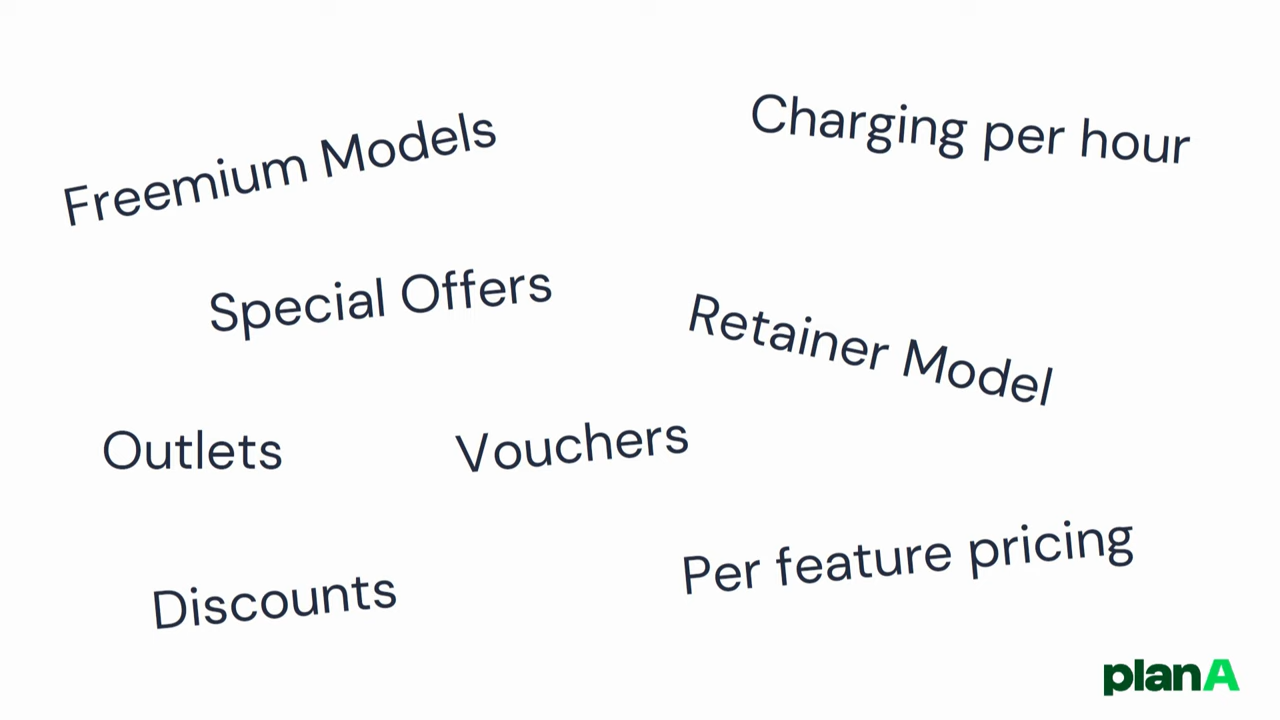 Freemium Models
Charging per hour
Special Offers
Retainer Model
Outlets
Vouchers
Per feature pricing
Discounts
planA